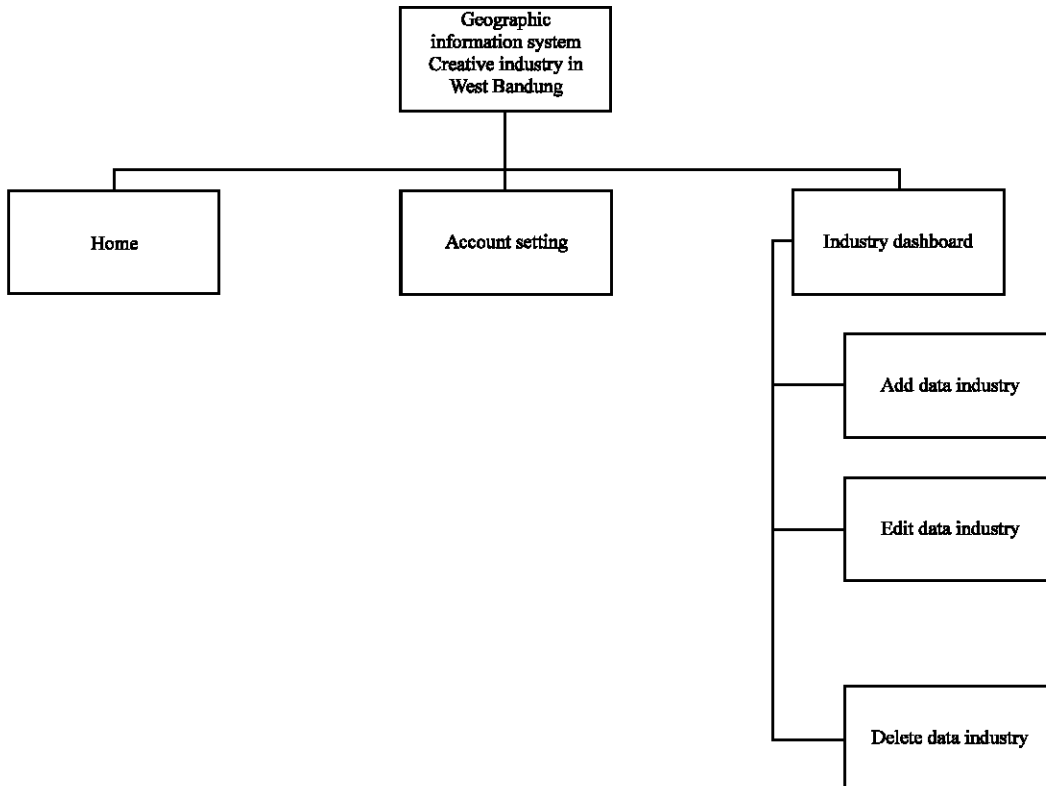 Geographic
information system
Creative industry in
West Bandung
Home
Account setting
Industry dashboard
Add data industry
Edit data industry
Delete data industry